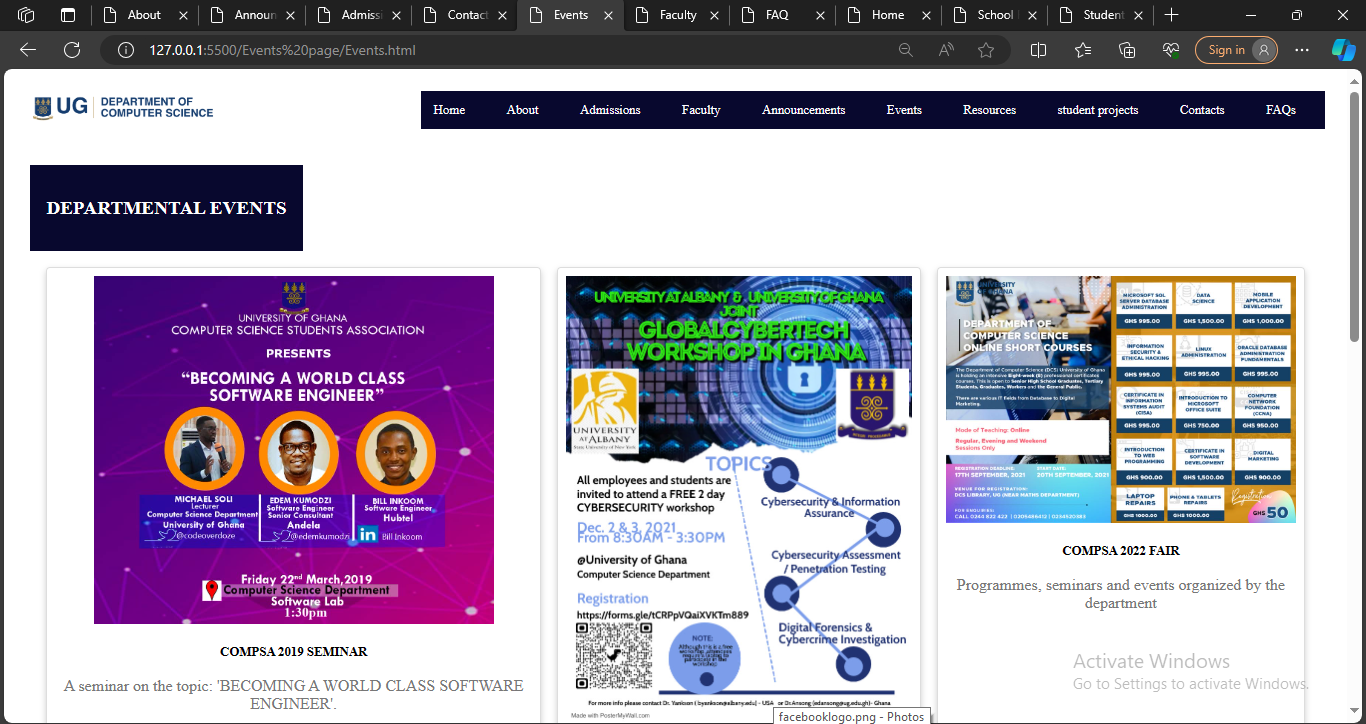 About
Announ
Admissi
Contact
Events
Faculty
FAQ
Home
School
Student
127.0.0.1:5500/Events%20page/Events.html
Sign in
UG
DEPARTMENT OF
COMPUTER SCIENCE
Home
About
Admissions
Faculty
Announcements
Events
Resources
student projects
Contacts
FAQs
DEPARTMENTAL EVENTS
UNIVERSITY OF GHANA
COMPUTER SCIENCE STUDENTS ASSOCIATION
PRESENTS
“BECOMING A WORLD CLASS
SOFTWARE ENGINEER”
MICHAEL SOLI
Lecturer
Computer Science Department
University of Ghana
@codeoverdoze
EDEM KUMODZI
Software Engineer
Senior Consultant
Andela
@edemkumodzi
BILL INKOOM
Software Engineer
Hubtel
in Bill Inkoom
Friday 22nd March,2019
Computer Science Department
Software Lab
1:30pm
COMPSA 2019 SEMINAR
A seminar on the topic: 'BECOMING A WORLD CLASS SOFTWARE
ENGINEER'.
UNIVERSITY AT ALBANY & UNIVERSITY OF GHANA
JOINT
GLOBALCYBERTECH
WORKSHOP IN GHANA
UNIVERSITY
AT ALBANY
State University of New York
TOPICS
All employees and students are
invited to attend a FREE 2 day
CYBERSECURITY workshop
Dec. 2 & 3, 2021
From 8:30AM - 3:30PM
@University of Ghana
Computer Science Department
Registration
https://forms.gle/tCRPpVQaiXVKTm889
Cybersecurity & Information
Assurance
Cybersecurity Assessment
/ Penetration Testing
Digital Forensics &
Cybercrime Investigation
NOTE:
Although this is a free
workshop
For more info please contact Dr. Yankson ( byankson@albany.edu) - USA or Dr.Ansong (edansong@ug.edu.gh)- Ghana
Made with PosterMyWall.com
UNIVERSITY
OF GHANA
DEPARTMENT OF
COMPUTER SCIENCE
ONLINE SHORT COURSES
The Department of Computer Science (DCS) University of Ghana
is holding an intensive Eight-week (8) professional certificates
courses. This is open to Senior High School Graduates, Tertiary
Students, Graduates, Workers and the General Public.
There are various IT fields from Database to Digital
Marketing.
Mode of Teaching: Online
Regular, Evening and Weekend
Sessions Only
REGISTRATION DEADLINE:
17TH SEPTEMBER, 2021
START DATE:
20TH SEPTEMBER, 2021
VENUE FOR REGISTRATION:
DCS LIBRARY, UG (NEAR MATHS DEPARTMENT)
FOR ENQUIRIES:
CALL 0244 822 422 | 0205486412 | 0234520383
MICROSOFT SQL
SERVER DATABASE
ADMINISTRATION
GHS 995.00
DATA
SCIENCE
GHS 1,500.00
MOBILE
APPLICATION
DEVELOPMENT
GHS 1,000.00
INFORMATION
SECURITY &
ETHICAL HACKING
GHS 995.00
LINUX
ADMINISTRATION
GHS 995.00
ORACLE DATABASE
ADMINISTRATION
FUNDAMENTALS
GHS 995.00
CERTIFICATE IN
INFORMATION
SYSTEMS AUDIT
(CISA)
GHS 995.00
INTRODUCTION TO
MICROSOFT
OFFICE SUITE
GHS 750.00
COMPUTER
NETWORK
FOUNDATION
(CCNA)
GHS 950.00
INTRODUCTION
TO WEB
PROGRAMMING
GHS 900.00
CERTIFICATE IN
SOFTWARE
DEVELOPMENT
GHS 1,500.00
DIGITAL
MARKETING
GHS 900.00
LAPTOP
REPAIRS
GHS 1000.00
PHONE & TABLETS
REPAIRS
GHS 1000.00
Registration
GHS 50
COMPSA 2022 FAIR
Programmes, seminars and events organized by the
department
Activate Windows
Go to Settings to activate Windows.
facebooklogo.png - Photos